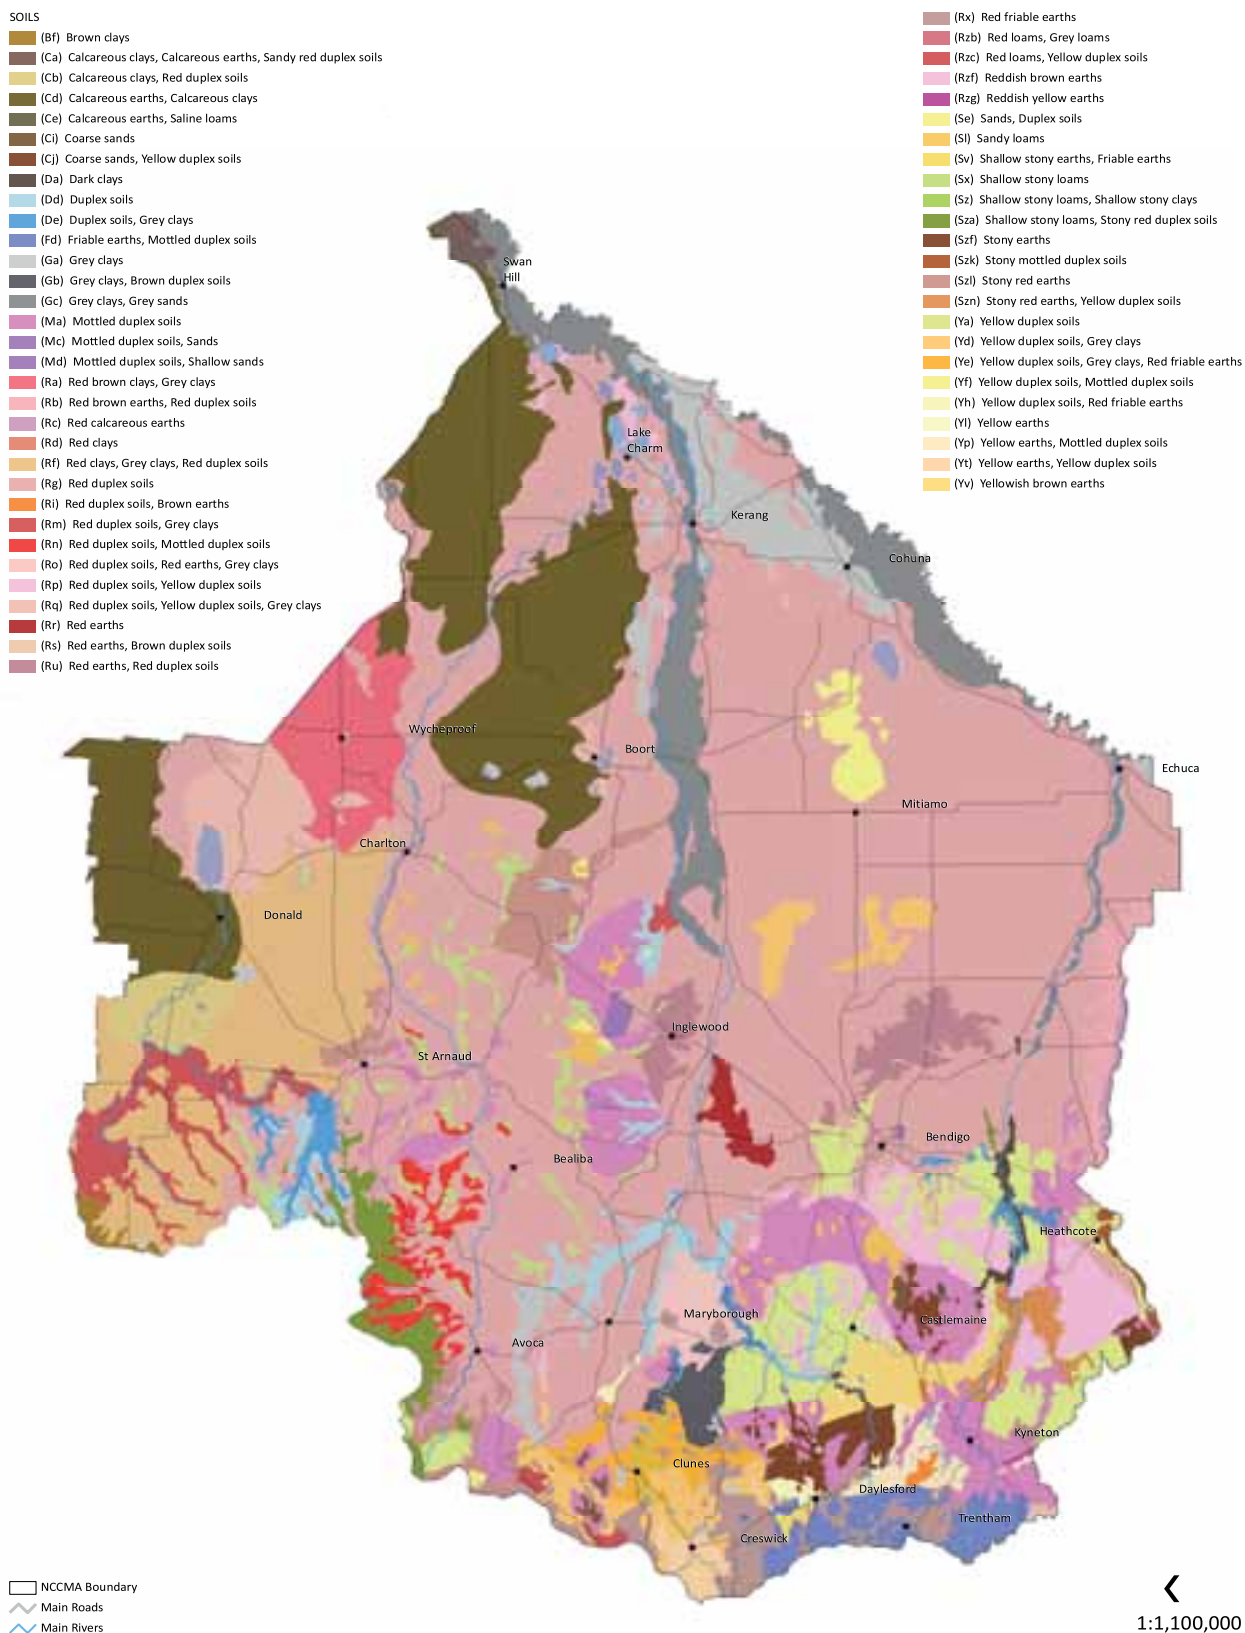 SOILS
(Bf) Brown clays
(Ca) Calcareous clays, Calcareous earths, Sandy red duplex soils
(Cb) Calcareous clays, Red duplex soils
(Cd) Calcareous earths, Calcareous clays
(Ce) Calcareous earths, Saline loams
(Ci) Coarse sands
(Cj) Coarse sands, Yellow duplex soils
(Da) Dark clays
(Dd) Duplex soils
(De) Duplex soils, Grey clays
(Fd) Friable earths, Mottled duplex soils
(Ga) Grey clays
(Gb) Grey clays, Brown duplex soils
(Gc) Grey clays, Grey sands
(Ma) Mottled duplex soils
(Mc) Mottled duplex soils, Sands
(Md) Mottled duplex soils, Shallow sands
(Ra) Red brown clays, Grey clays
(Rb) Red brown earths, Red duplex soils
(Rc) Red calcareous earths
(Rd) Red clays
(Rf) Red clays, Grey clays, Red duplex soils
(Rg) Red duplex soils
(Ri) Red duplex soils, Brown earths
(Rm) Red duplex soils, Grey clays
(Rn) Red duplex soils, Mottled duplex soils
(Ro) Red duplex soils, Red earths, Grey clays
(Rp) Red duplex soils, Yellow duplex soils
(Rq) Red duplex soils, Yellow duplex soils, Grey clays
(Rr) Red earths
(Rs) Red earths, Brown duplex soils
(Ru) Red earths, Red duplex soils
(Rx) Red friable earths
(Rzb) Red loams, Grey loams
(Rzc) Red loams, Yellow duplex soils
(Rzf) Reddish brown earths
(Rzg) Reddish yellow earths
(Se) Sands, Duplex soils
(Sl) Sandy loams
(Sv) Shallow stony earths, Friable earths
(Sx) Shallow stony loams
(Sz) Shallow stony loams, Shallow stony clays
(Sza) Shallow stony loams, Stony red duplex soils
(Szf) Stony earths
(Szk) Stony mottled duplex soils
(Szl) Stony red earths
(Szn) Stony red earths, Yellow duplex soils
(Ya) Yellow duplex soils
(Yd) Yellow duplex soils, Grey clays
(Ye) Yellow duplex soils, Grey clays, Red friable earths
(Yf) Yellow duplex soils, Mottled duplex soils
(Yh) Yellow duplex soils, Red friable earths
(Yl) Yellow earths
(Yp) Yellow earths, Mottled duplex soils
(Yt) Yellow earths, Yellow duplex soils
(Yv) Yellowish brown earths
Swan
Hill
Lake
Charm
Kerang
Cohuna
Wycheproof
Boort
Echuca
Mitiamo
Charlton
Donald
Inglewood
St Arnaud
Bendigo
Bealiba
Heathcote
Maryborough
Castlemaine
Avoca
Kyneton
Clunes
Daylesford
Trentham
Creswick
NCCMA Boundary
Main Roads
Main Rivers
1:1,100,000